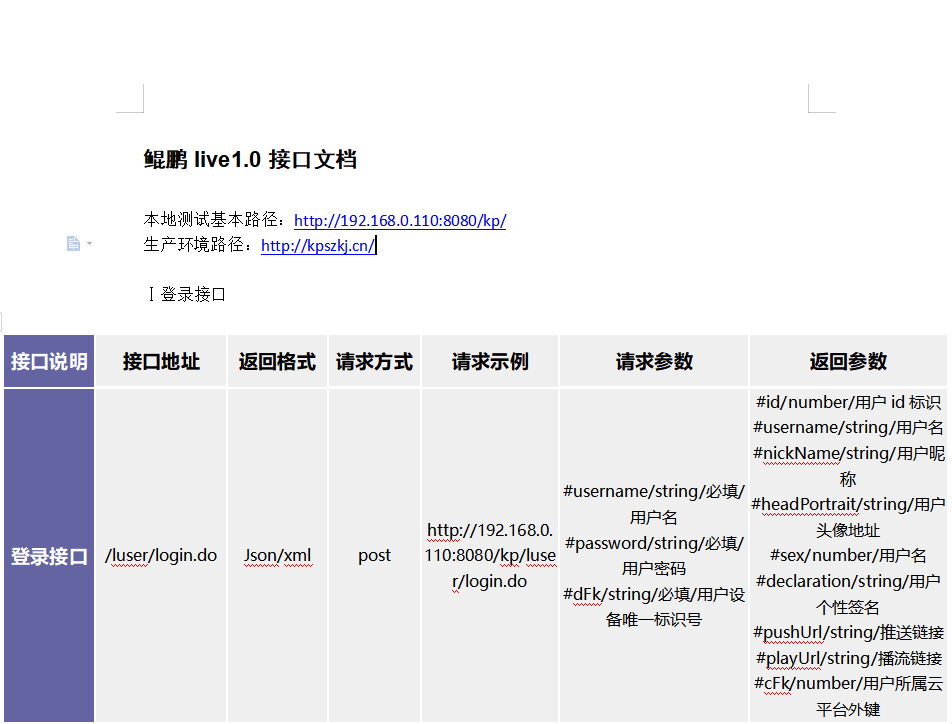 鲲鹏 live1.0 接口文档
本地测试基本路径：http://192.168.0.110:8080/kp/
生产环境路径：http://kpszkj.cn/
Ⅰ登录接口
接口说明 接口地址 返回格式 请求方式 请求示例 请求参数 返回参数
登录接口
/luser/login.do
Json/xml
post
http://192.168.0.
110:8080/kp/luse
r/login.do
#username/string/必填/
用户名
#password/string/必填/
用户密码
#dFk/string/必填/用户设
备唯一标识号
#id/number/用户 id 标识
#username/string/用户名
#nickName/string/用户昵
称
#headPortrait/string/用户
头像地址
#sex/number/用户名
#declaration/string/用户
个性签名
#pushUrl/string/推送链接
#playUrl/string/播流链接
#cFk/number/用户所属云
平台外键